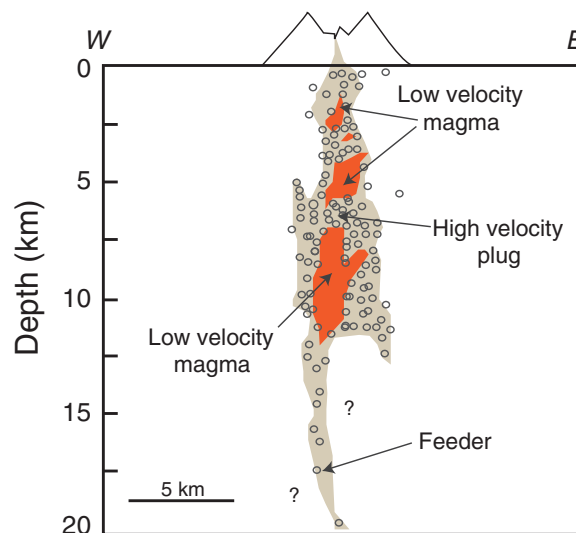 W
E
0
Low velocity
magma
5
High velocity
plug
Depth (km)
10
Low velocity
magma
15
?
Feeder
?
5 km
20